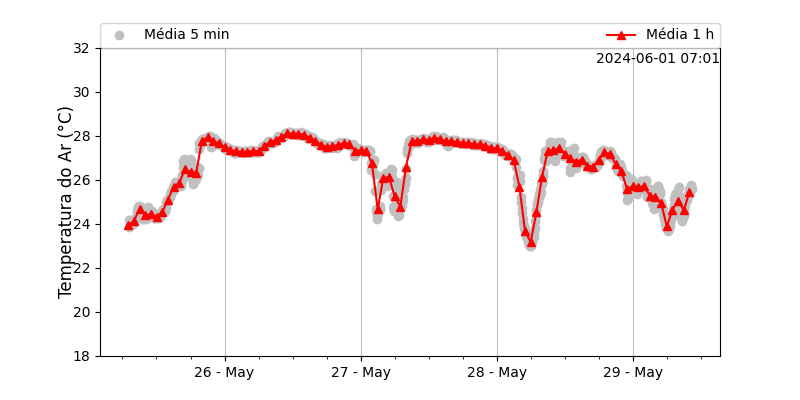 Média 5 min
Média 1 h
2024-06-01 07:01
Temperatura do Ar (°C)
32
30
28
26
24
22
20
18
26 - May
27 - May
28 - May
29 - May